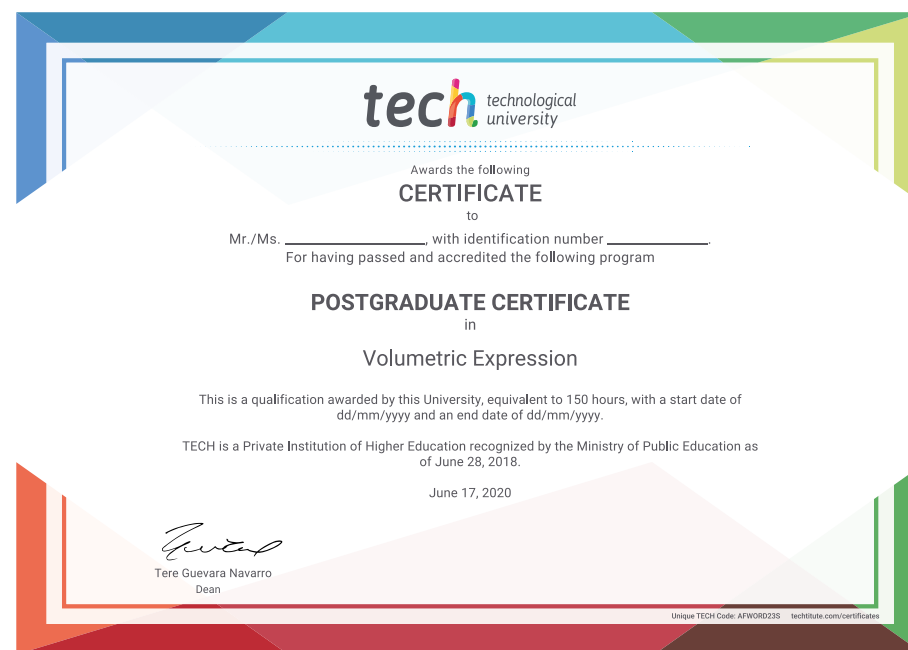 tech technological
university
Awards the following
CERTIFICATE
to
Mr./Ms. ____________________, with identification number ______________.
For having passed and accredited the following program
POSTGRADUATE CERTIFICATE
in
Volumetric Expression
This is a qualification awarded by this University, equivalent to 150 hours, with a start date of
dd/mm/yyyy and an end date of dd/mm/yyyy.
TECH is a Private Institution of Higher Education recognized by the Ministry of Public Education as
of June 28, 2018.
June 17, 2020
Tere Guevara Navarro
Dean
Unique TECH Code: AFWORD23S techtitute.com/certificates